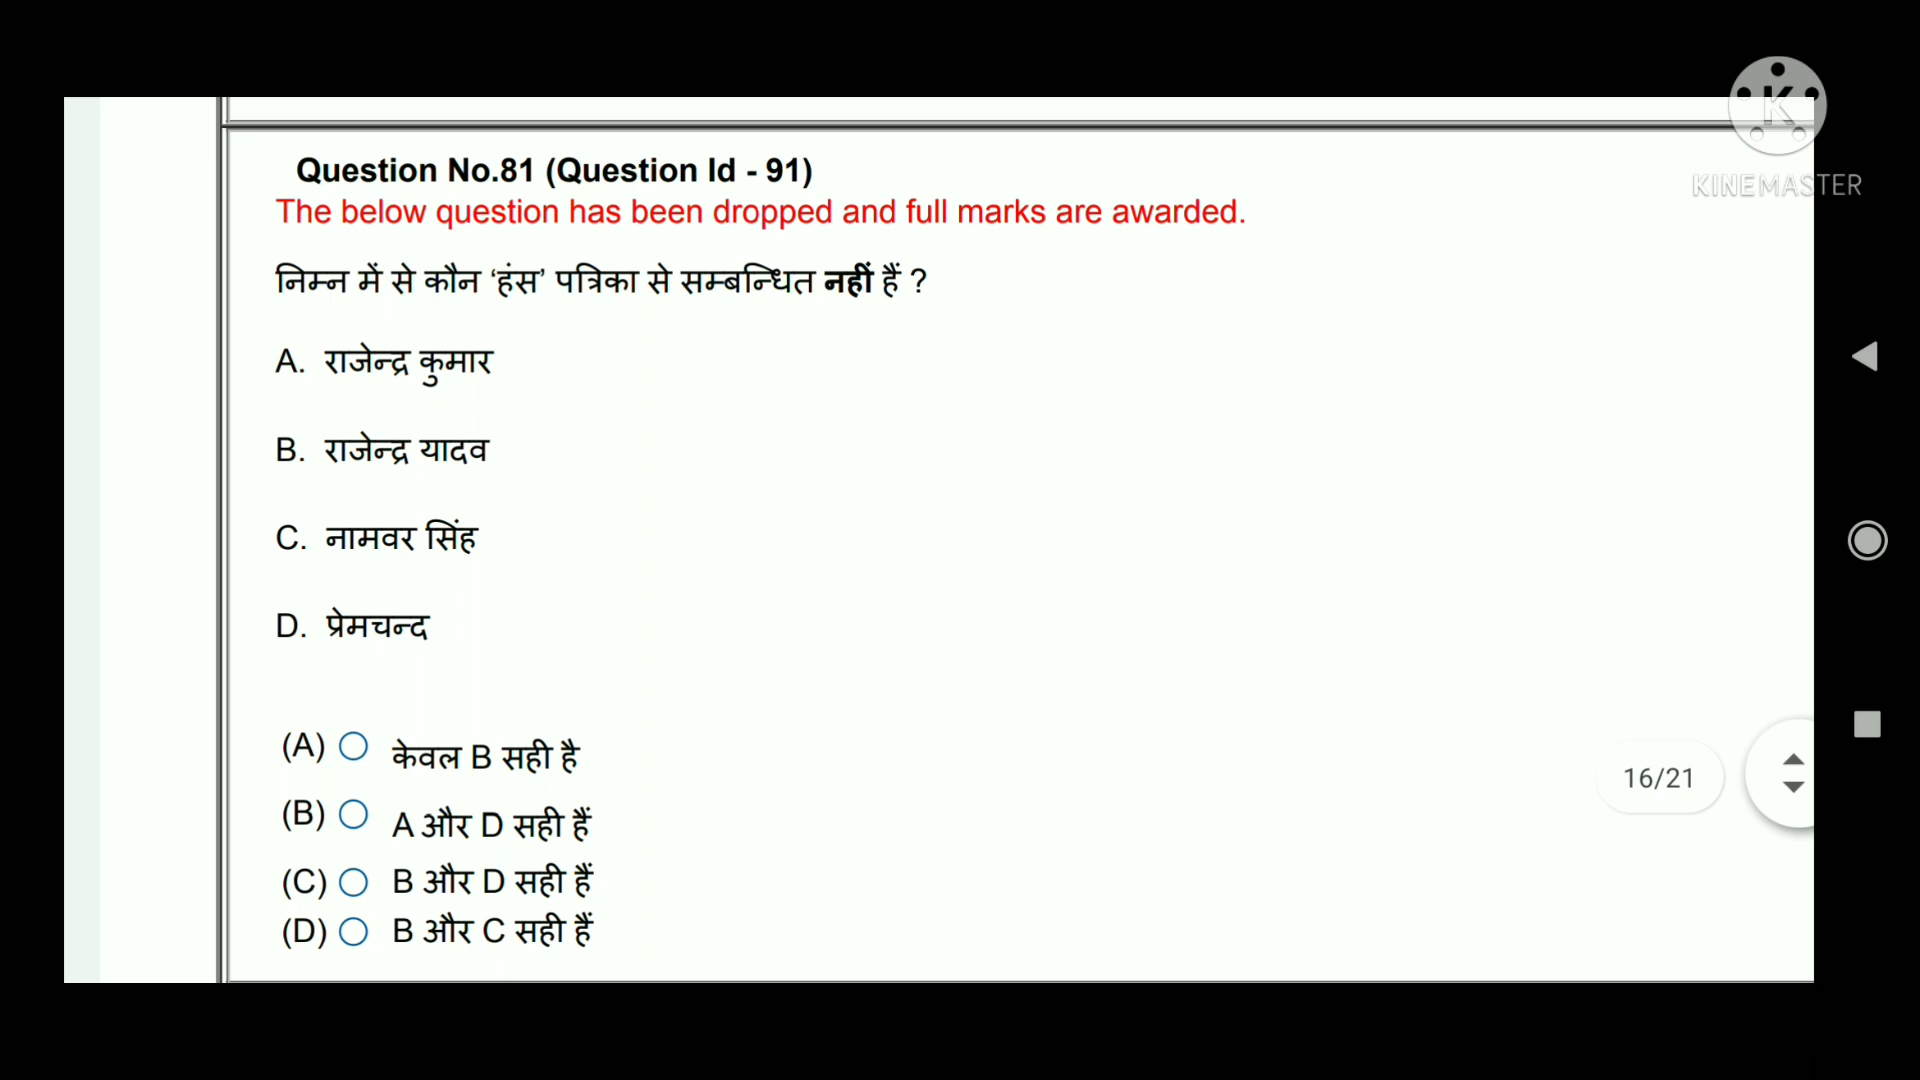 K
KINEMASTER
Question No.81 (Question Id - 91)
The below question has been dropped and full marks are awarded.
निम्न में से कौन ‘हंस’ पत्रिका से सम्बन्धित नहीं हैं ?
A. राजेन्द्र कुमार
B. राजेन्द्र यादव
C. नामवर सिंह
D. प्रेमचन्द
(A) केवल B सही है
(B) A और D सही हैं
(C) B और D सही हैं
(D) B और C सही हैं
16/21